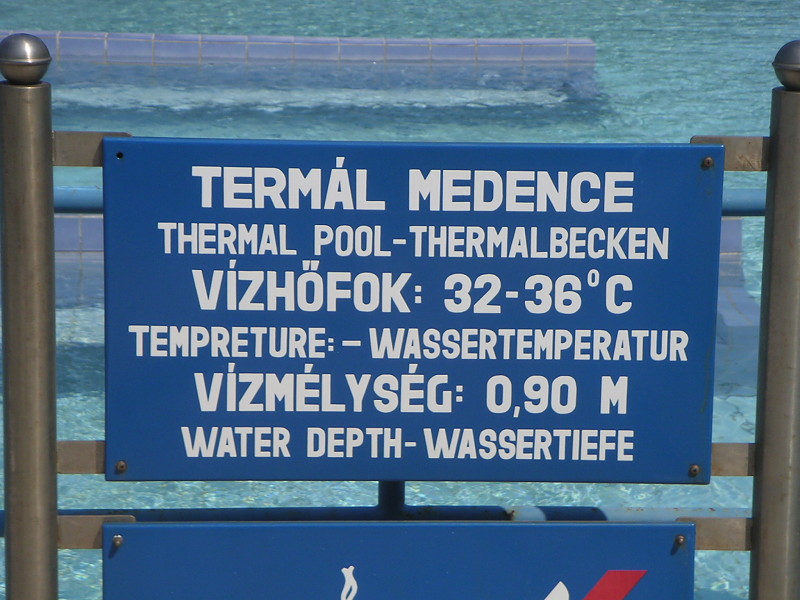 TERMÁL MEDENCE
THERMAL POOL-THERMALBECKEN
VÍZHŐFOK: 32-36°C
TEMPRETURE:-WASSERTEMPERATUR
VÍZMÉLYSÉG: 0,90 M
WATER DEPTH-WASSERTIEFE